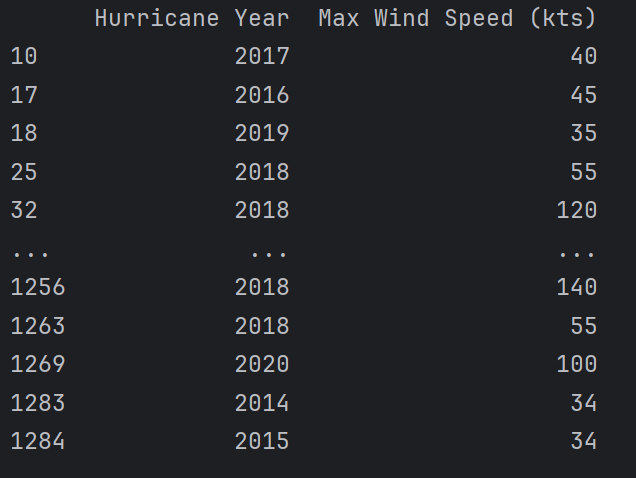 Hurricane Year  Max Wind Speed (kts)
10 2017 40
17 2016 45
18 2019 35
25 2018 55
32 2018 120
... ... ...
1256 2018 140
1263 2018 55
1269 2020 100
1283 2014 34
1284 2015 34